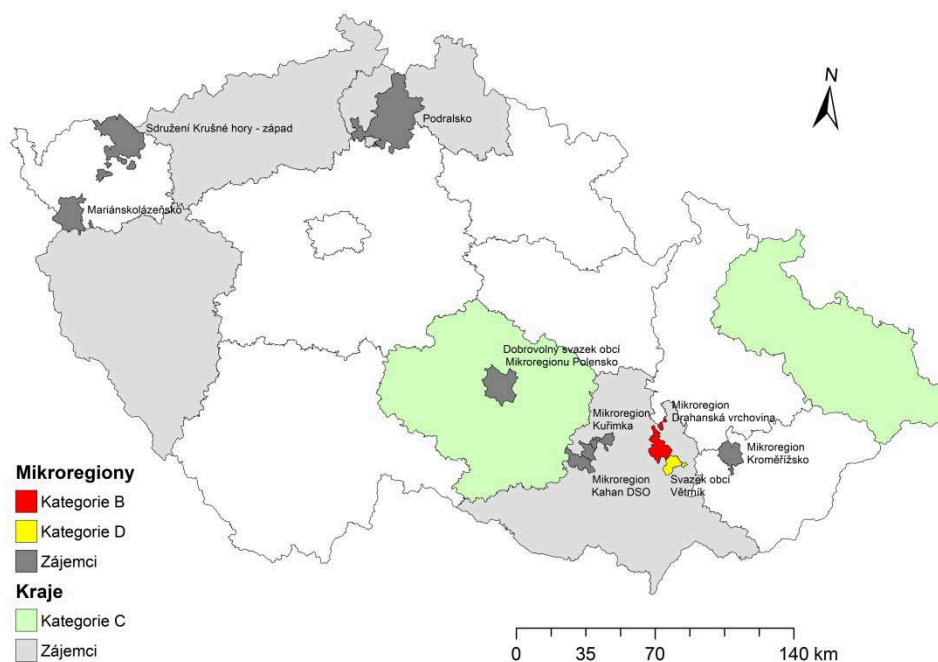 N
Sdružení Krušné hory - západ
Podralsko
Mariánskolázeňsko
Dobrovolný svazek obcí
Mikroregionu Polensko
Mikroregion
Kuřimka
Mikroregion
Drahanská vrchovina
Mikroregion
Kroměřížsko
Mikroregion
Kahan DSO
Svazek obcí
Větrník
Mikroregiony
Kategorie B
Kategorie D
Zájemci
Kraje
Kategorie C
Zájemci
0 35 70 140 km